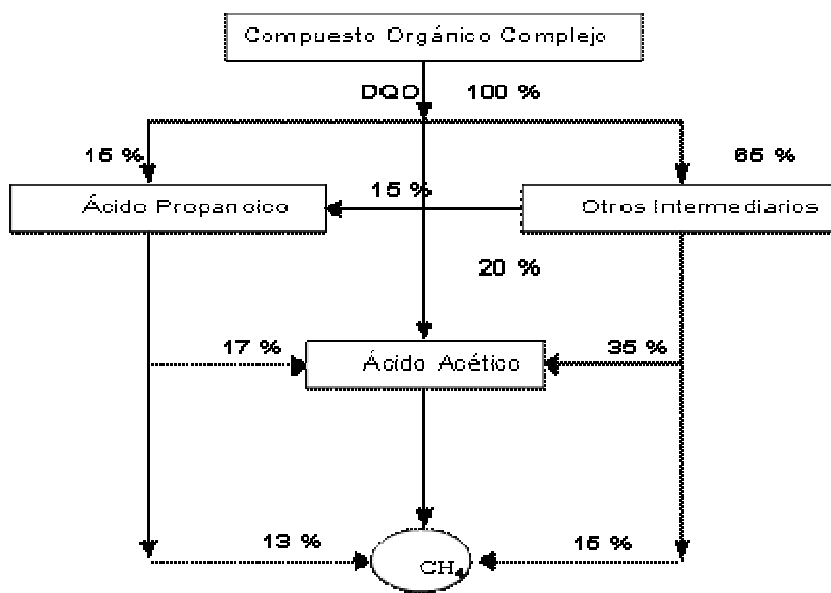 Compuesto Orgánico Complejo
DQO 100 %
15 %
65 %
Ácido Propanoico
15 %
Otros Intermediarios
20 %
17 %
Ácido Acético
35 %
13 %
CH4
15 %